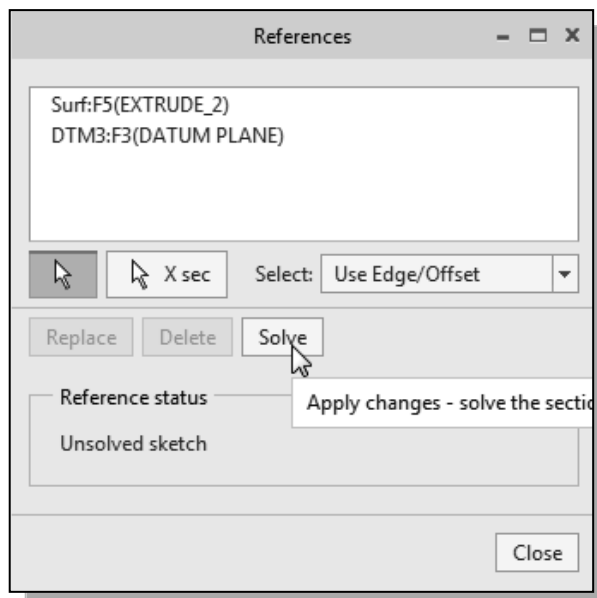 References
Surf:F5(EXTRUDE_2)
DTM3:F3(DATUM PLANE)
X sec Select: Use Edge/Offset
Replace Delete Solve
Apply changes - solve the sectio
Reference status
Unsolved sketch
Close